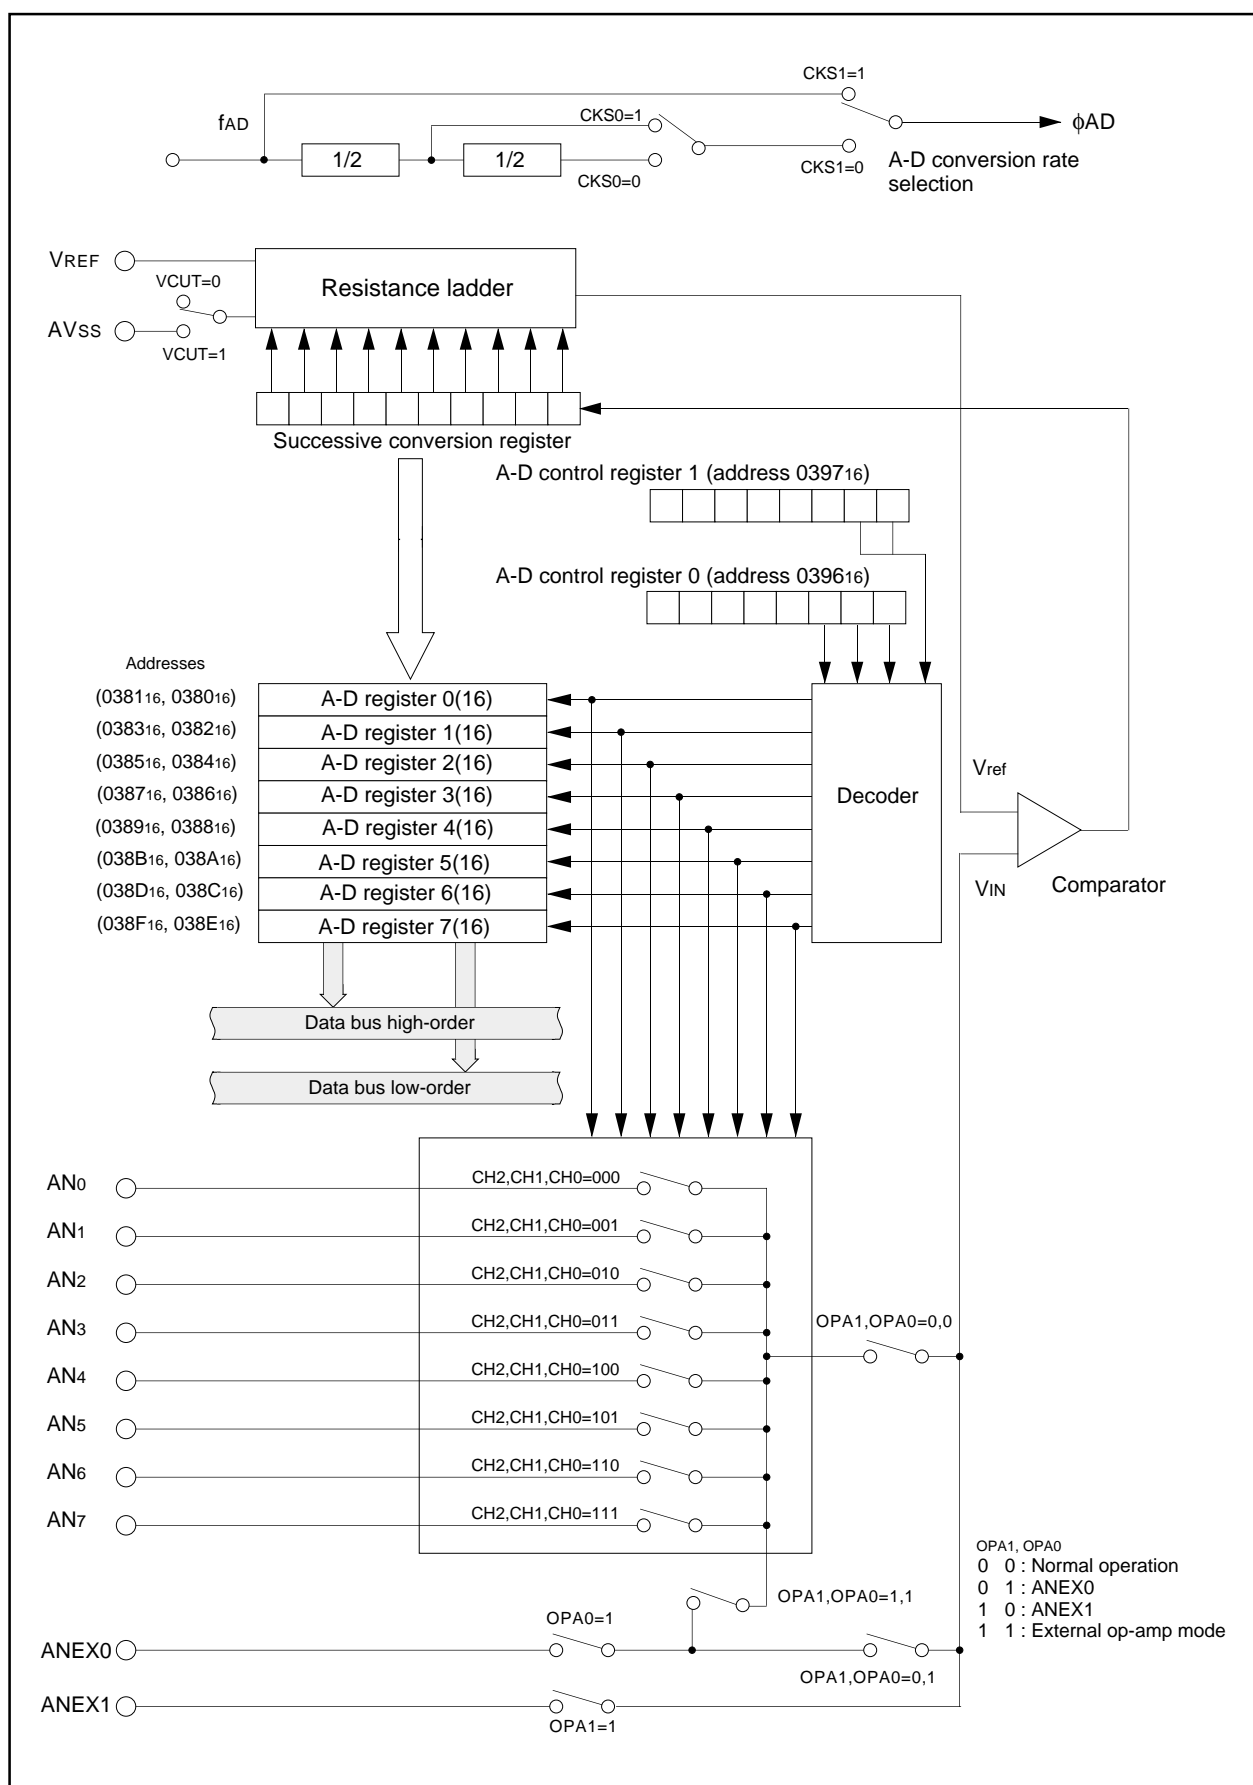 CKS1=1
CKS0=1
fAD
ϕAD
1/2
1/2
CKS0=0
CKS1=0
A-D conversion rate
selection
VREF
VCUT=0
Resistance ladder
AVSS
VCUT=1
Successive conversion register
A-D control register 1 (address 039716)
A-D control register 0 (address 039616)
Addresses
(038116, 038016)
A-D register 0(16)
(038316, 038216)
A-D register 1(16)
(038516, 038416)
A-D register 2(16)
(038716, 038616)
A-D register 3(16)
(038916, 038816)
A-D register 4(16)
(038B16, 038A16)
A-D register 5(16)
(038D16, 038C16)
A-D register 6(16)
(038F16, 038E16)
A-D register 7(16)
Decoder
Vref
VIN
Comparator
Data bus high-order
Data bus low-order
AN0
CH2,CH1,CH0=000
AN1
CH2,CH1,CH0=001
AN2
CH2,CH1,CH0=010
AN3
CH2,CH1,CH0=011
OPA1,OPA0=0,0
AN4
CH2,CH1,CH0=100
AN5
CH2,CH1,CH0=101
AN6
CH2,CH1,CH0=110
AN7
CH2,CH1,CH0=111
OPA1, OPA0
0 0 : Normal operation
0 1 : ANEX0
1 0 : ANEX1
1 1 : External op-amp mode
OPA1,OPA0=1,1
OPA0=1
ANEX0
OPA1,OPA0=0,1
ANEX1
OPA1=1